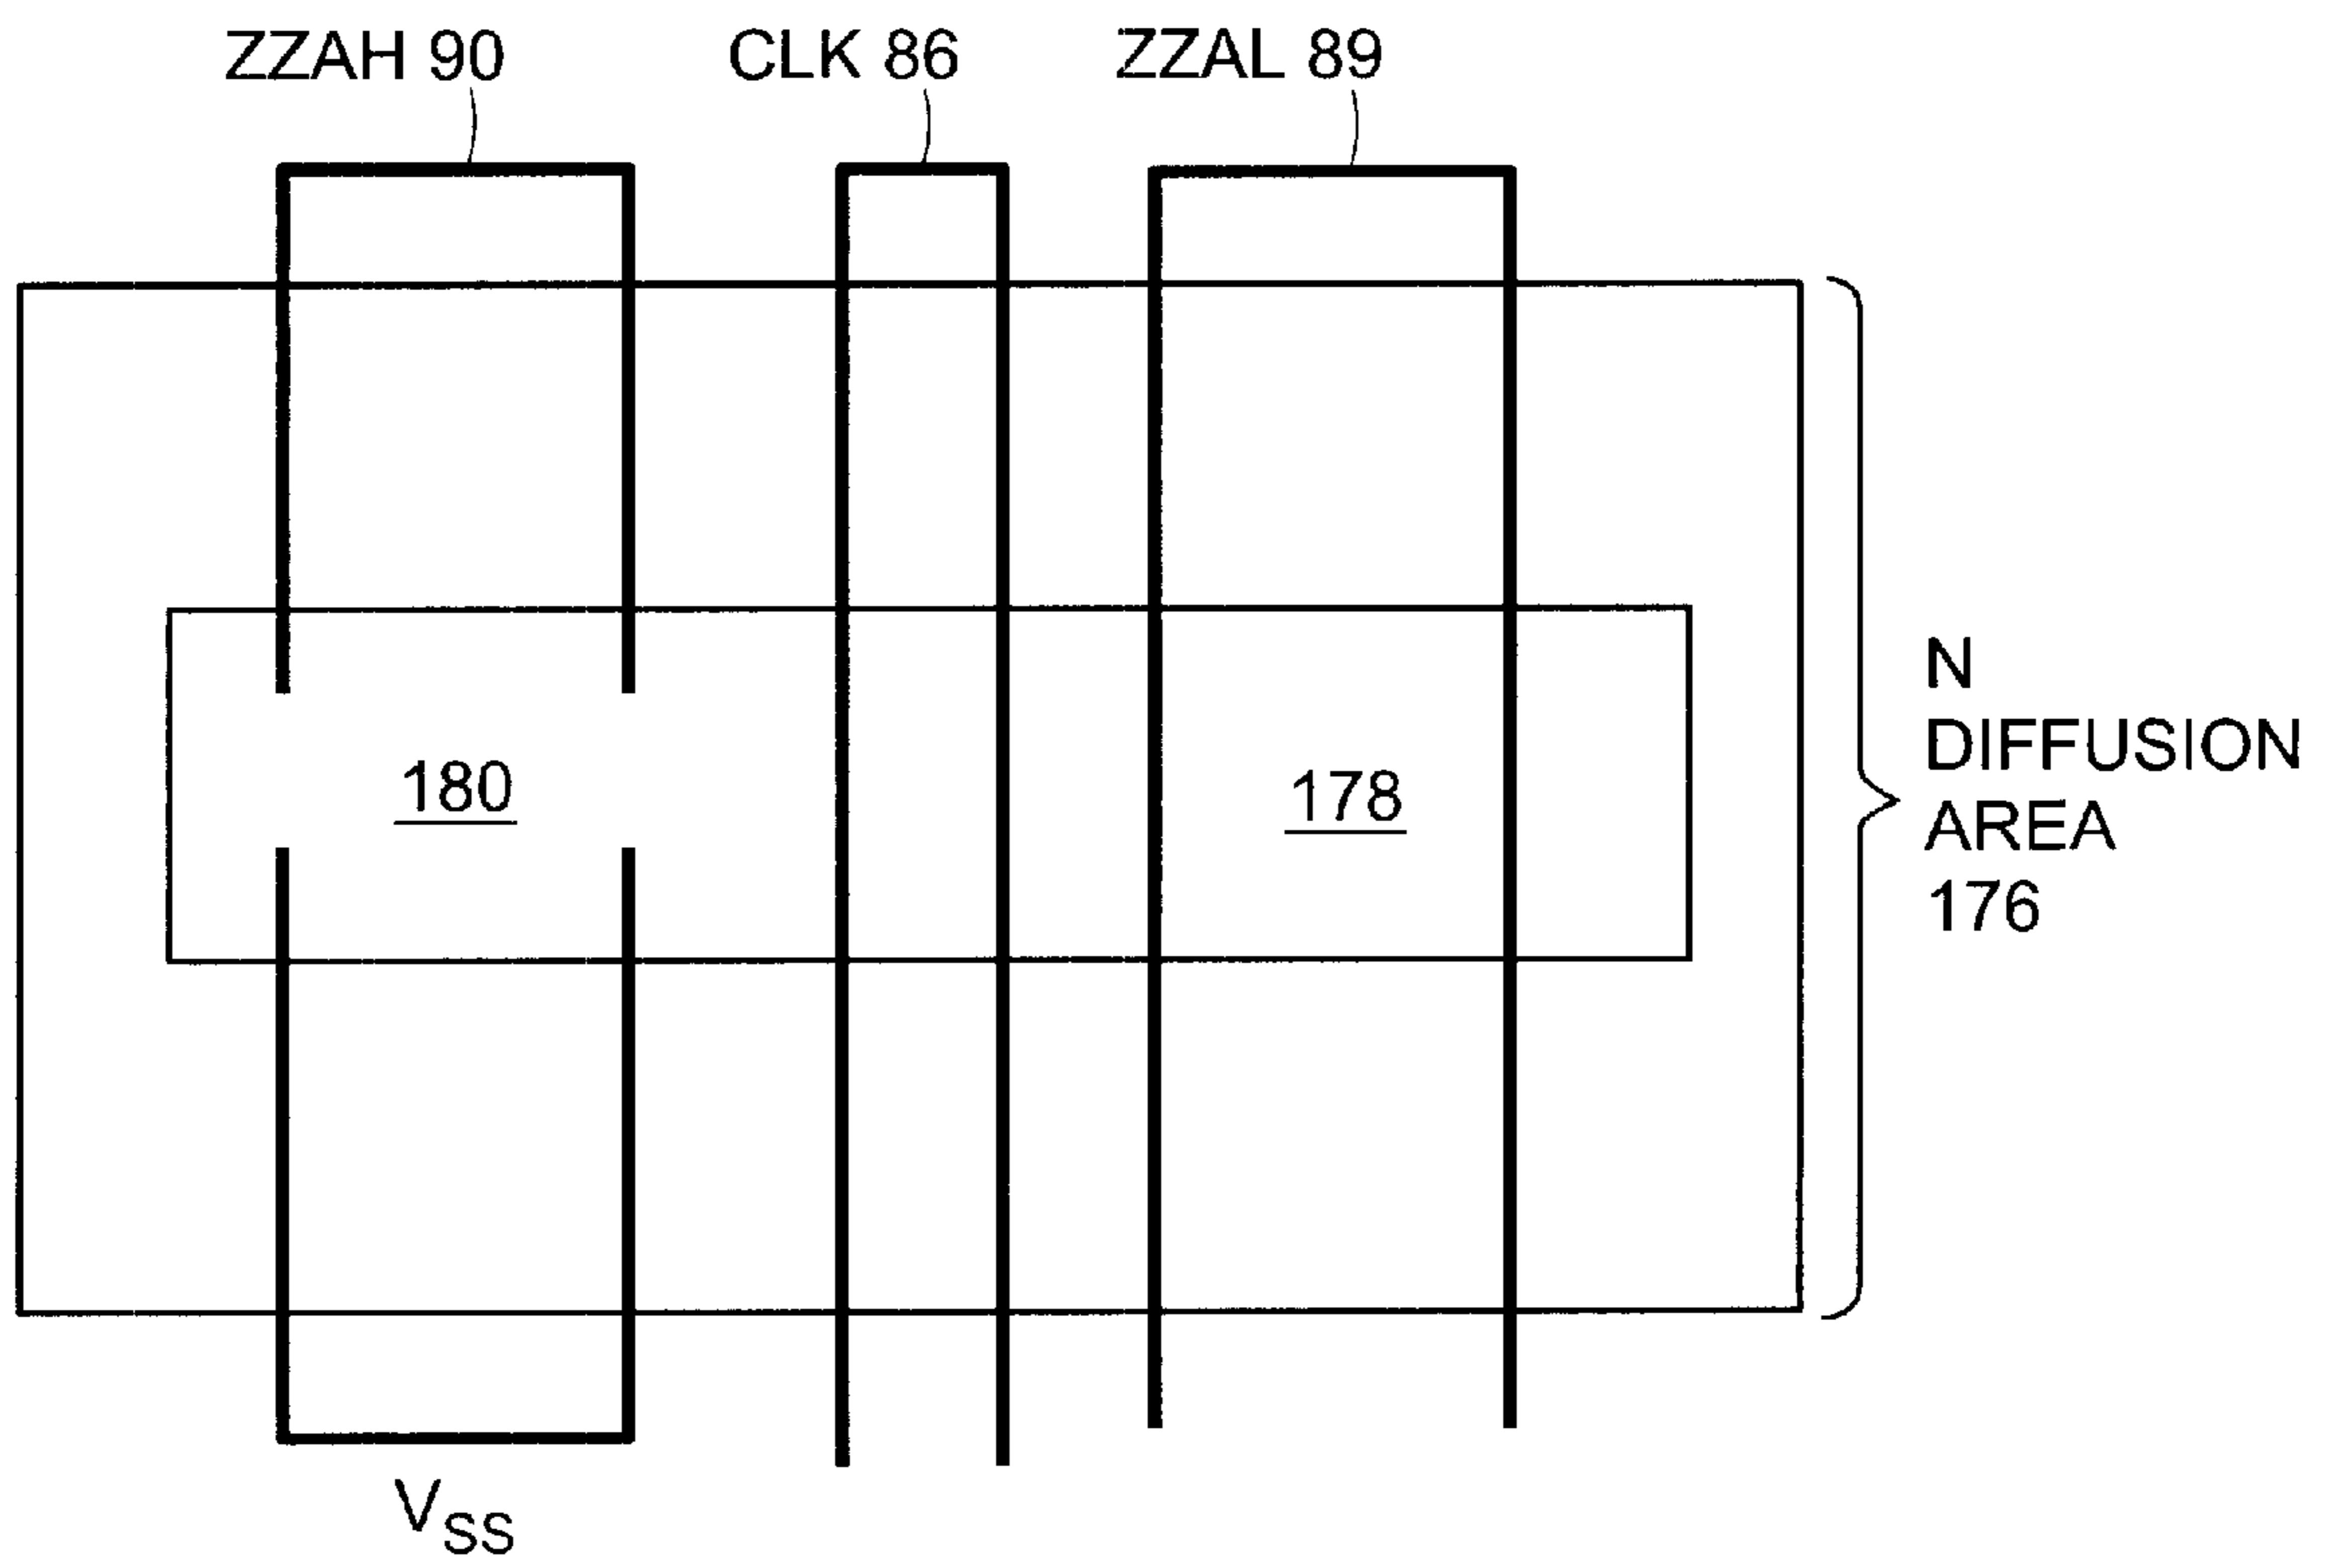 ZZAH 90
CLK 86
ZZAL 89
180
178
N
DIFFUSION
AREA
176
VSS